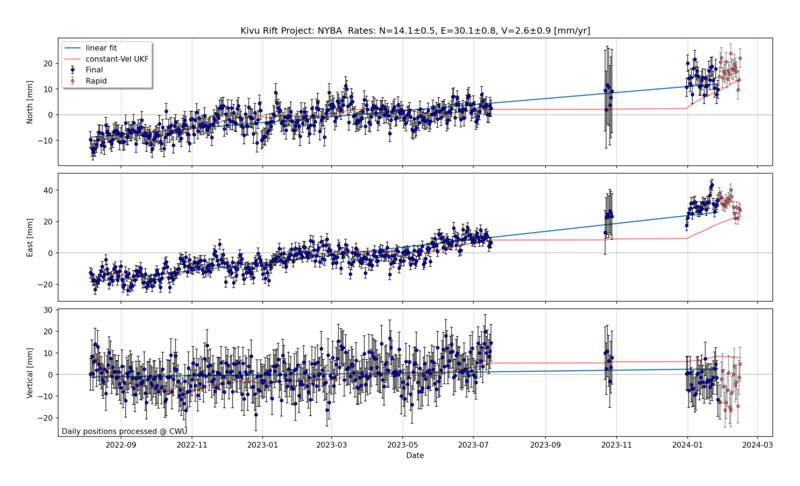 Kivu Rift Project: NYBA  Rates: N=14.1±0.5, E=30.1±0.8, V=2.6±0.9 [mm/yr]
linear fit
constant-Vel UKF
Final
Rapid
North [mm]
20
10
0
−10
East [mm]
40
20
0
−20
Vertical [mm]
30
20
10
0
−10
−20
Daily positions processed @ CWU
2022-09 2022-11 2023-01 2023-03 2023-05 2023-07 2023-09 2023-11 2024-01 2024-03
Date